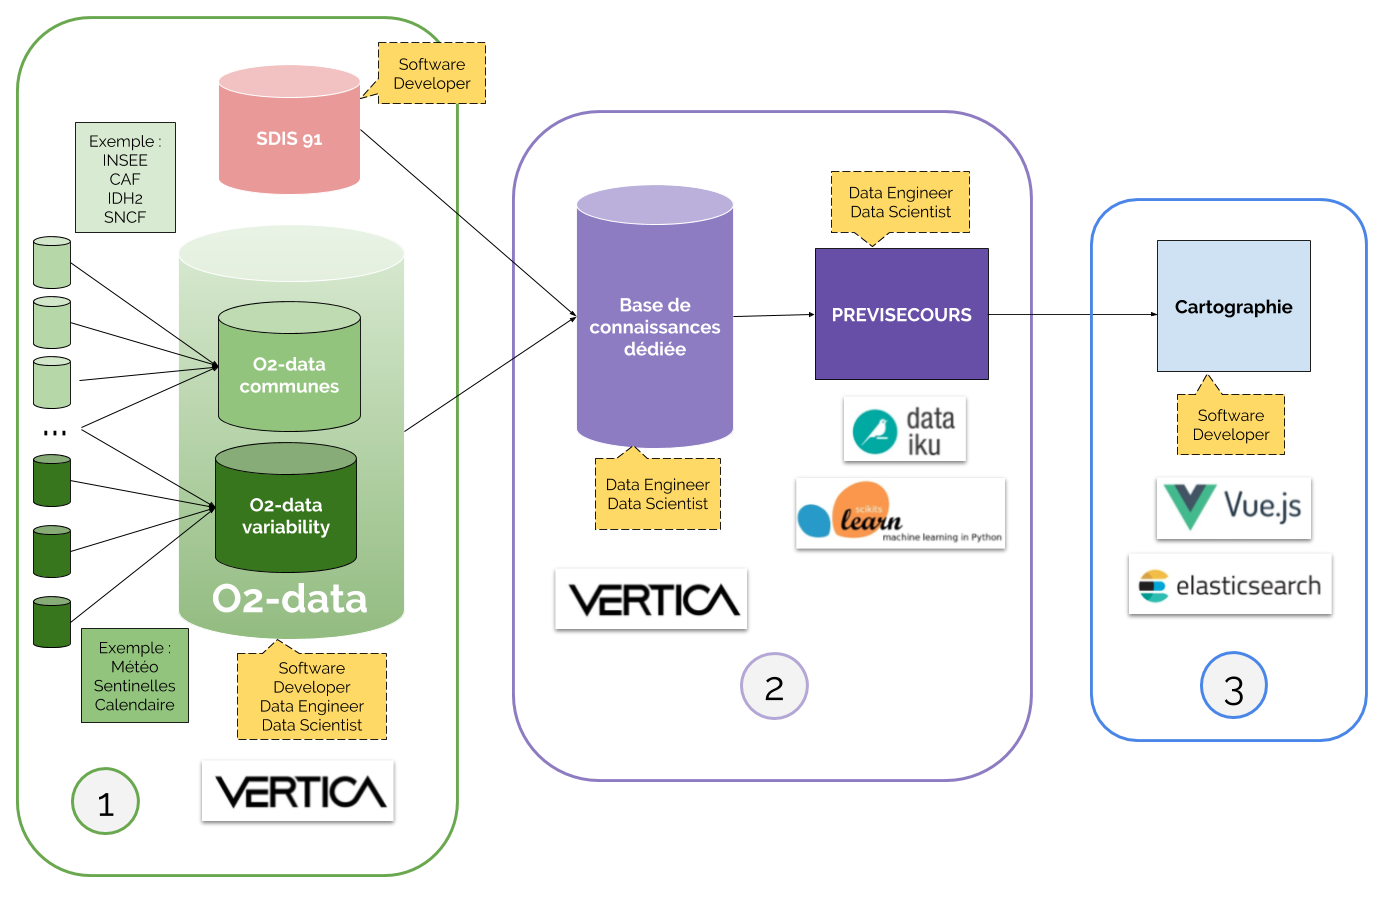 Software
Developer
SDIS 91
Exemple :
INSEE
CAF
IDH2
SNCF
O2-data
communes
...
O2-data
variability
O2-data
Exemple :
Météo
Sentinelles
Calendaire
Software
Developer
Data Engineer
Data Scientist
VERTICA
1
Base de
connaissances
dédiée
Data Engineer
Data Scientist
VERTICA
Data Engineer
Data Scientist
PREVISECOURS
data
iku
scikits
learn
machine learning in Python
2
Cartographie
Software
Developer
Vue.js
elasticsearch
3